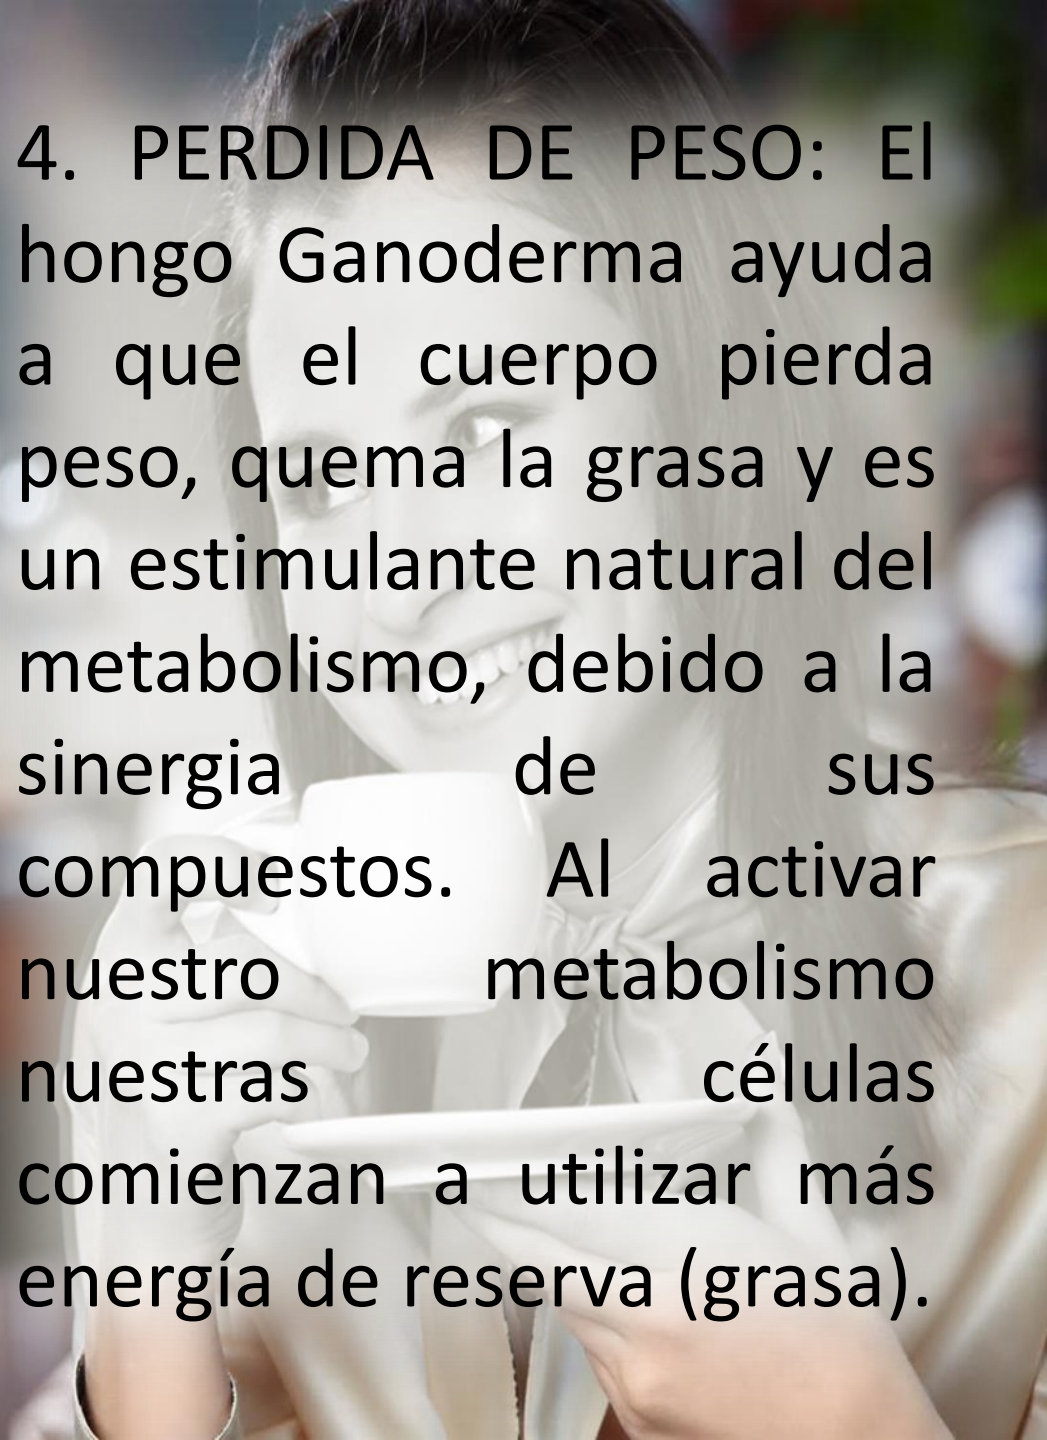 4. PERDIDA DE PESO: El
hongo Ganoderma ayuda
a que el cuerpo pierda
peso, quema la grasa y es
un estimulante natural del
metabolismo, debido a la
sinergia de sus
compuestos. Al activar
nuestro metabolismo
nuestras células
comienzan a utilizar más
energía de reserva (grasa).